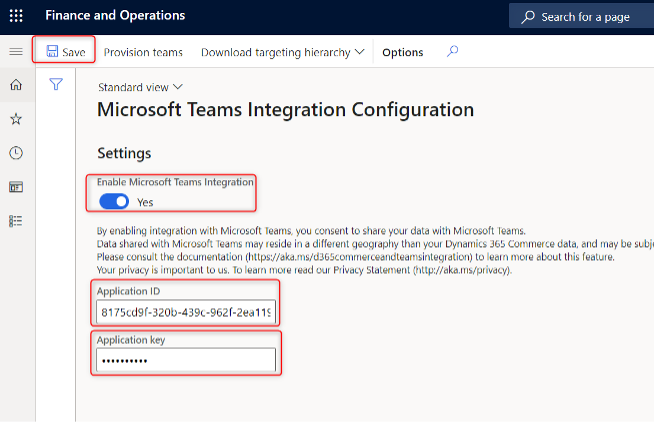 Finance and Operations
Search for a page
Save Provision teams Download targeting hierarchy Options
Standard view
Microsoft Teams Integration Configuration
Settings
Enable Microsoft Teams Integration
Yes
By enabling integration with Microsoft Teams, you consent to share your data with Microsoft Teams.
Data shared with Microsoft Teams may reside in a different geography than your Dynamics 365 Commerce data, and may be subj
Please consult the documentation (https://aka.ms/d365commerceandteamsintegration) to learn more about this feature.
Your privacy is important to us. To learn more read our Privacy Statement (http://aka.ms/privacy).
Application ID
8175cd9f-320b-439c-962f-2ea119
Application key
••••••••••